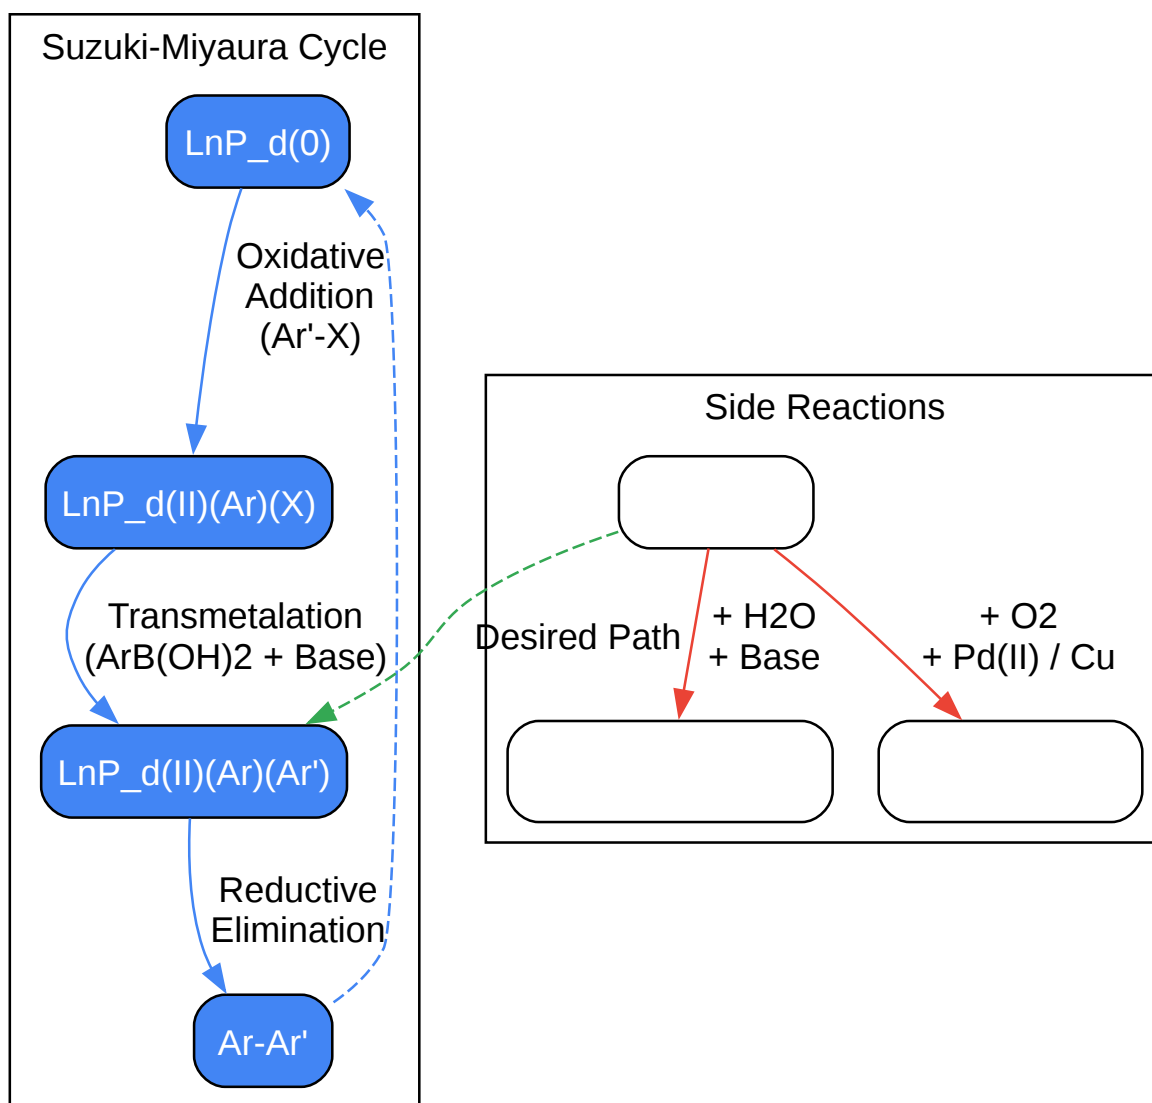 Suzuki-Miyaura Cycle
LnP_d(0)
Oxidative
Addition
(Ar'-X)
LnP_d(II)(Ar)(X)
Transmetalation
(ArB(OH)2 + Base)
LnP_d(II)(Ar)(Ar')
Reductive
Elimination
Ar-Ar'
Side Reactions
Desired Path
+ H2O
+ Base
+ O2
+ Pd(II) / Cu